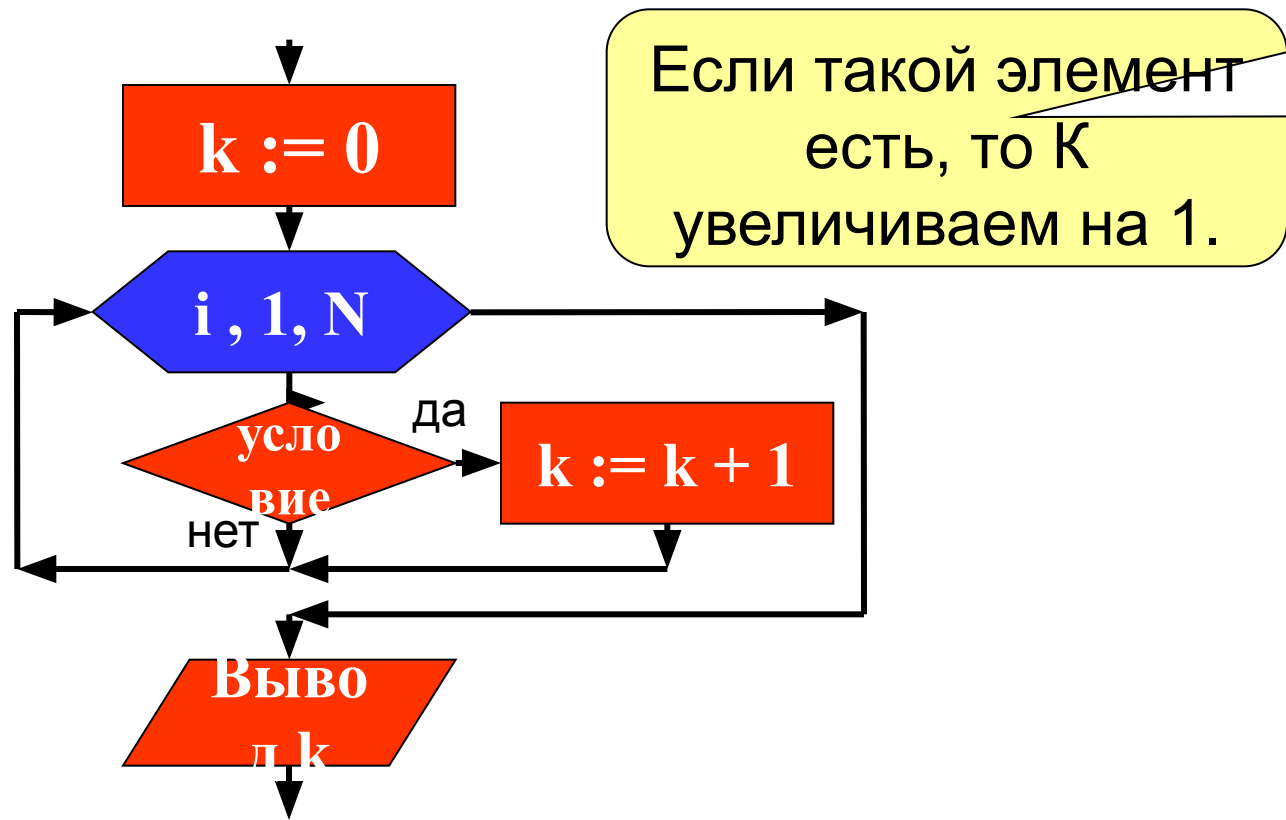 k := 0
Если такой элемент
есть, то К
увеличиваем на 1.
i , 1, N
да
усло
вие
k := k + 1
нет
Выво
д k